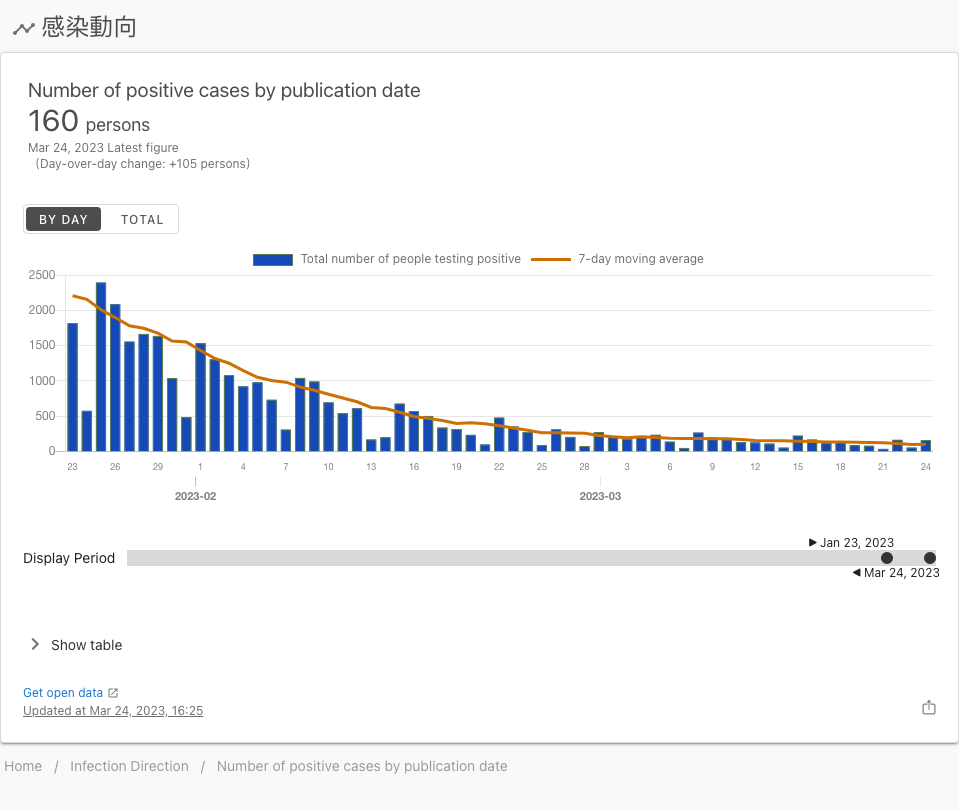 感染動向
Number of positive cases by publication date
160 persons
Mar 24, 2023 Latest figure
(Day-over-day change: +105 persons)
BY DAY TOTAL
Total number of people testing positive 7-day moving average
2500
2000
1500
1000
500
0
23 26 29 1 4 7 10 13 16 19 22 25 28 3 6 9 12 15 18 21 24
2023-02 2023-03
Jan 23, 2023
Display Period
Mar 24, 2023
Show table
Get open data
Updated at Mar 24, 2023, 16:25
Home / Infection Direction / Number of positive cases by publication date